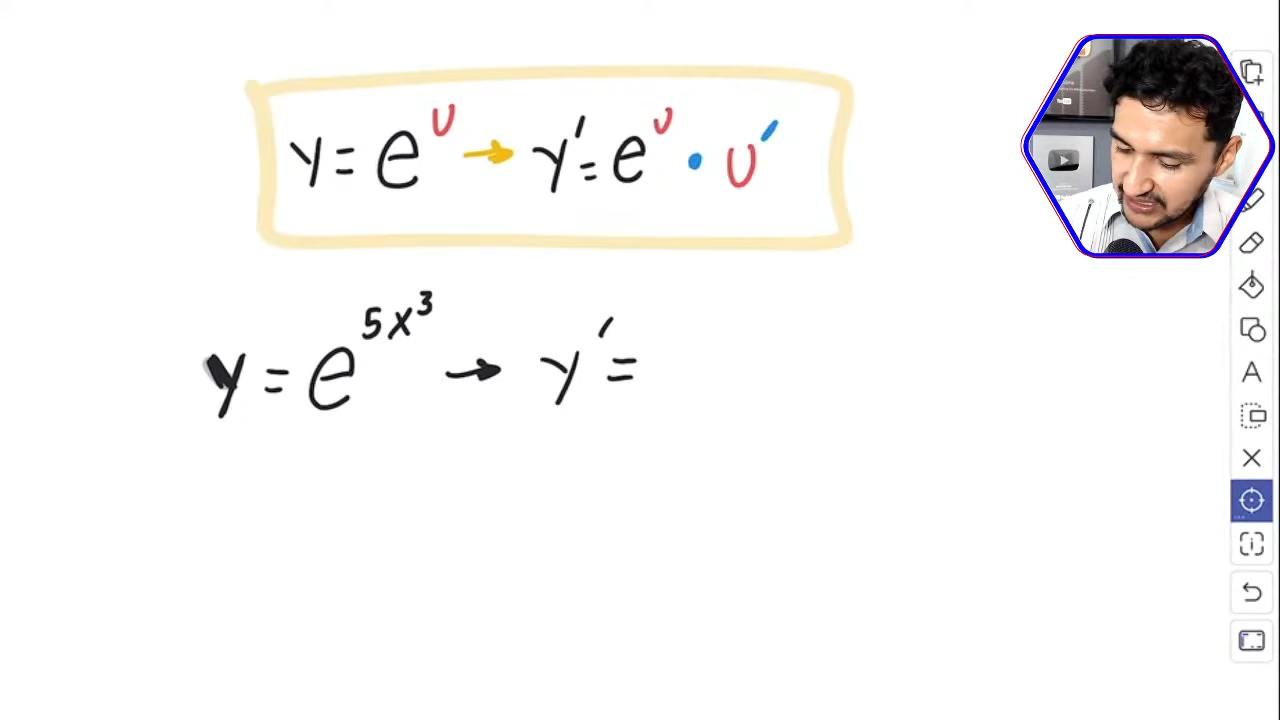 y = e^u → y' = e^u · u'
y = e^{5x^3} → y' =